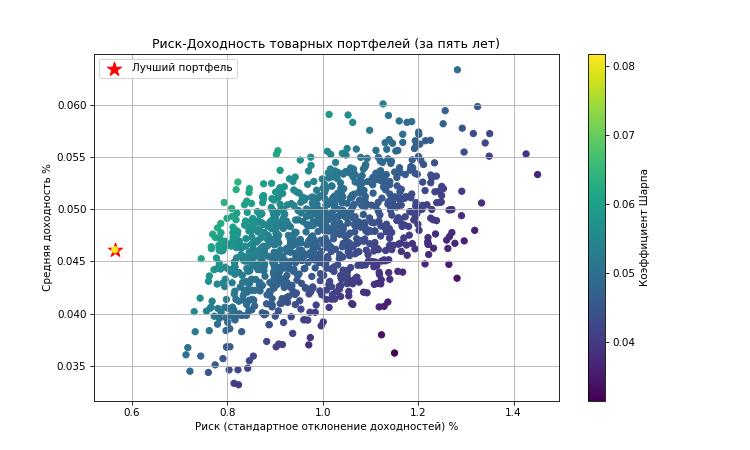 Риск-Доходность товарных портфелей (за пять лет)
Лучший портфель
Средняя доходность %
0.060
0.055
0.050
0.045
0.040
0.035
0.6 0.8 1.0 1.2 1.4
Риск (стандартное отклонение доходностей) %
0.08
0.07
0.06
0.05
0.04
Коэффициент Шарпа